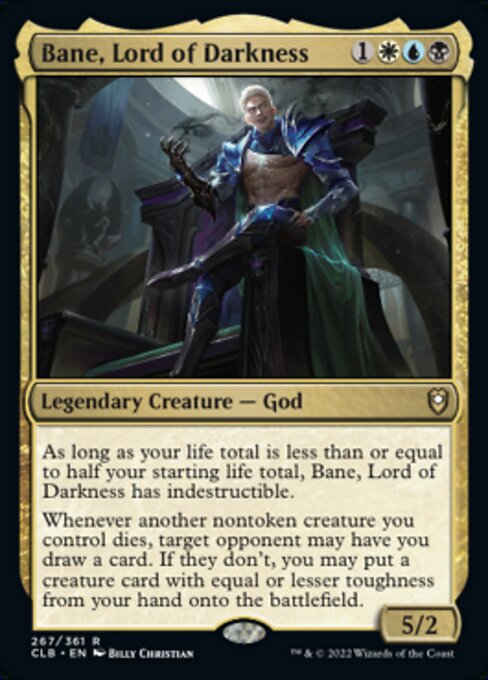 Bane, Lord of Darkness 1
Legendary Creature — God
As long as your life total is less than or equal
to half your starting life total, Bane, Lord of
Darkness has indestructible.
Whenever another nontoken creature you
control dies, target opponent may have you
draw a card. If they don't, you may put a
creature card with equal or lesser toughness
from your hand onto the battlefield.
5/2
267/361 R
CLB • EN Billy Christian
™ & © 2022 Wizards of the Coast